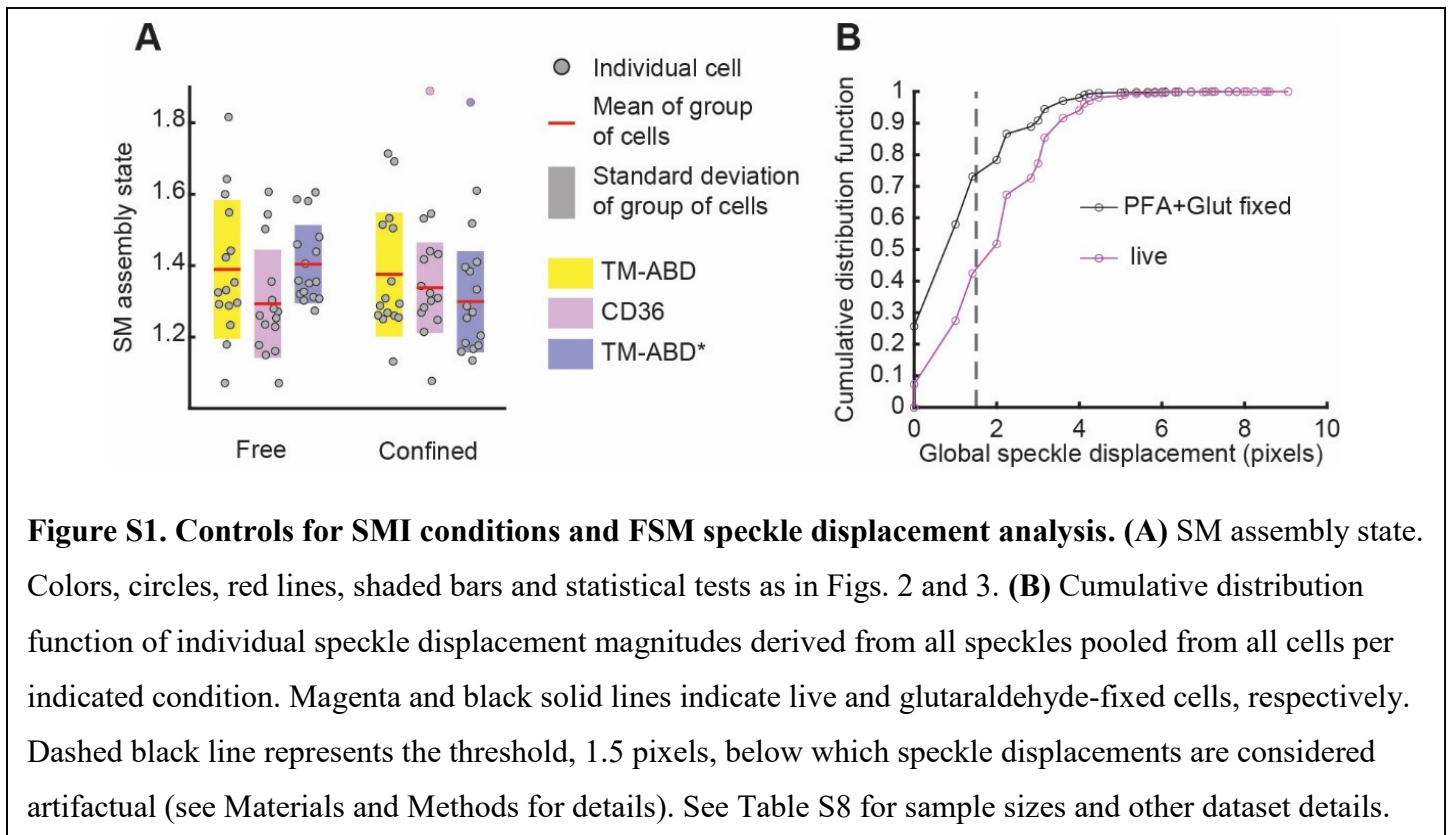 A
SM assembly state
1.8
1.6
1.4
1.2
Free
Confined
Individual cell
Mean of group
of cells
Standard deviation
of group of cells
TM-ABD
CD36
TM-ABD*
B
Cumulative distribution function
1
0.9
0.8
0.7
0.6
0.5
0.4
0.3
0.2
0.1
0
PFA+Glut fixed
live
0 2 4 6 8 10
Global speckle displacement (pixels)
Figure S1. Controls for SMI conditions and FSM speckle displacement analysis. (A) SM assembly state.
Colors, circles, red lines, shaded bars and statistical tests as in Figs. 2 and 3. (B) Cumulative distribution
function of individual speckle displacement magnitudes derived from all speckles pooled from all cells per
indicated condition. Magenta and black solid lines indicate live and glutaraldehyde-fixed cells, respectively.
Dashed black line represents the threshold, 1.5 pixels, below which speckle displacements are considered
artifactual (see Materials and Methods for details). See Table S8 for sample sizes and other dataset details.